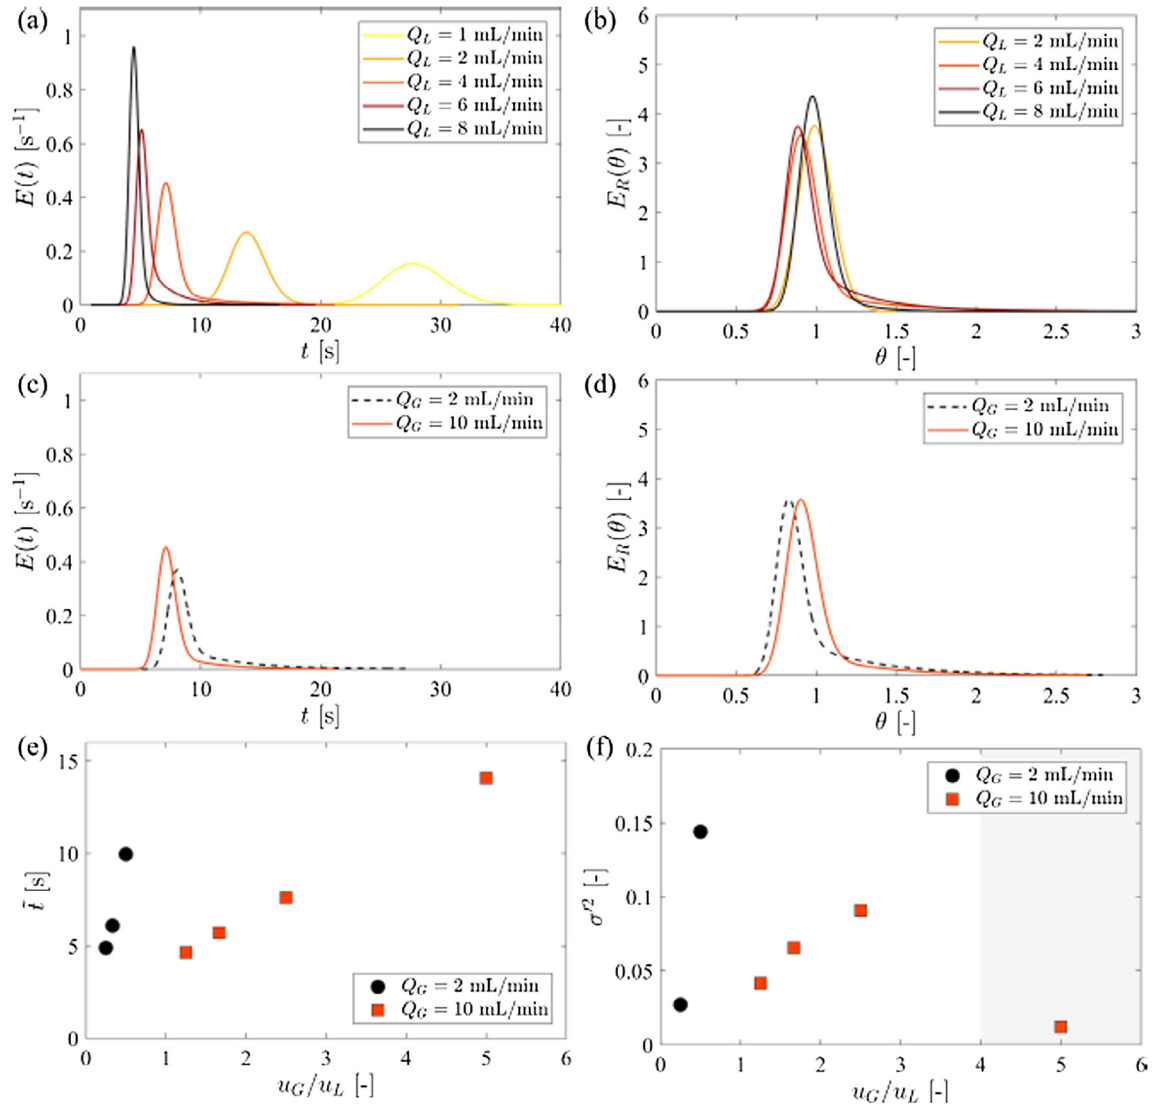 (a)
1
0.8
0.6
0.4
0.2
0
E(t) [s⁻¹]
Q_L = 1 mL/min
Q_L = 2 mL/min
Q_L = 4 mL/min
Q_L = 6 mL/min
Q_L = 8 mL/min
0 10 20 30 40
t [s]
(b)
6
5
4
3
2
1
0
E_R(θ) [-]
Q_L = 2 mL/min
Q_L = 4 mL/min
Q_L = 6 mL/min
Q_L = 8 mL/min
0 0.5 1 1.5 2 2.5 3
θ [-]
(c)
1
0.8
0.6
0.4
0.2
0
E(t) [s⁻¹]
Q_G = 2 mL/min
Q_G = 10 mL/min
0 10 20 30 40
t [s]
(d)
6
5
4
3
2
1
0
E_R(θ) [-]
Q_G = 2 mL/min
Q_G = 10 mL/min
0 0.5 1 1.5 2 2.5 3
θ [-]
(e)
15
10
5
0
t̃ [s]
Q_G = 2 mL/min
Q_G = 10 mL/min
0 1 2 3 4 5 6
u_G/u_L [-]
(f)
0.2
0.15
0.1
0.05
0
σ′² [-]
Q_G = 2 mL/min
Q_G = 10 mL/min
0 1 2 3 4 5 6
u_G/u_L [-]